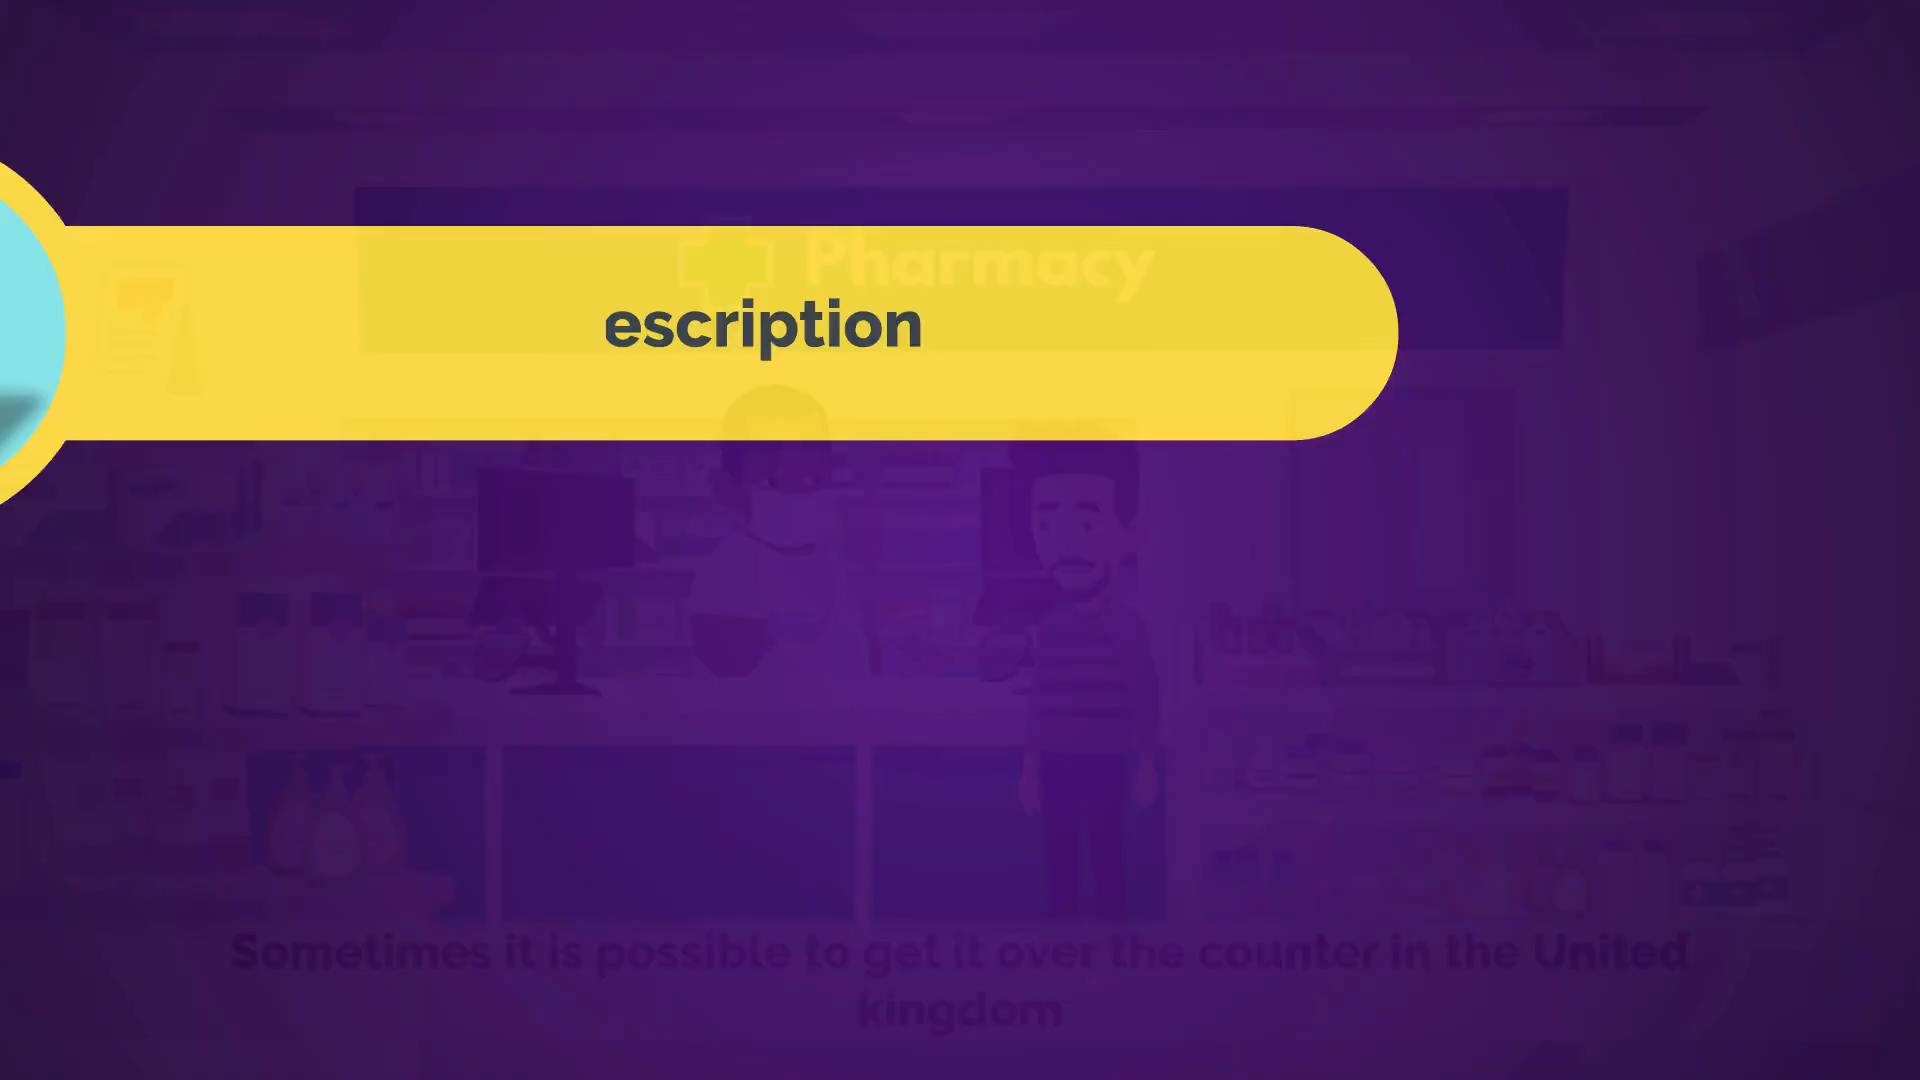 Pharmacy
escription
Sometimes it is possible to get it over the counter in the United
kingdom